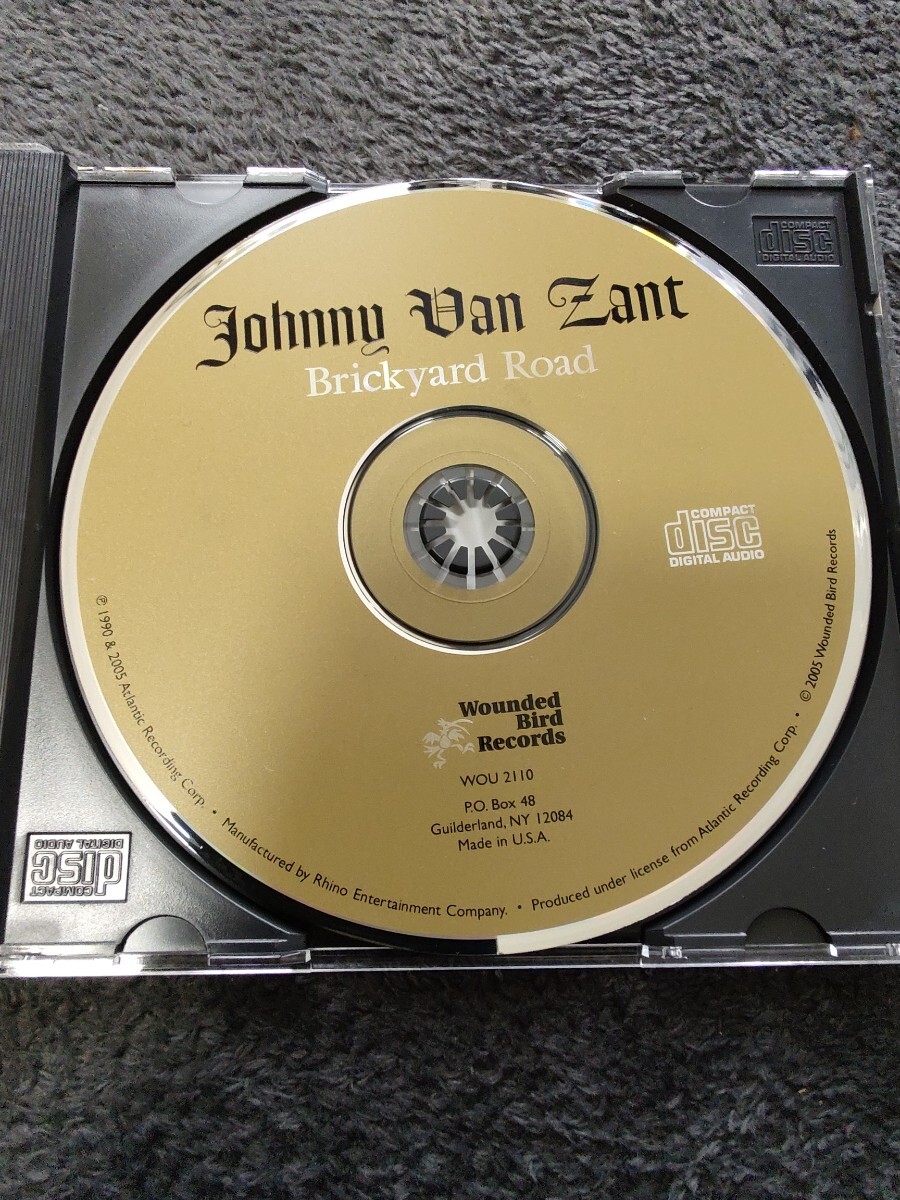 Johnny Van Zant
Brickyard Road
COMPACT
disc
DIGITAL AUDIO
COMPACT
disc
DIGITAL AUDIO
Wounded
Bird
Records
WOU 2110
P.O. Box 48
Guilderland, NY 12084
Made in U.S.A.
℗ 1990 & 2005 Atlantic Recording Corp. • Manufactured by Rhino Entertainment Company. • Produced under license from Atlantic Recording Corp. • © 2005 Wounded Bird Records
COMPACT
disc
DIGITAL AUDIO